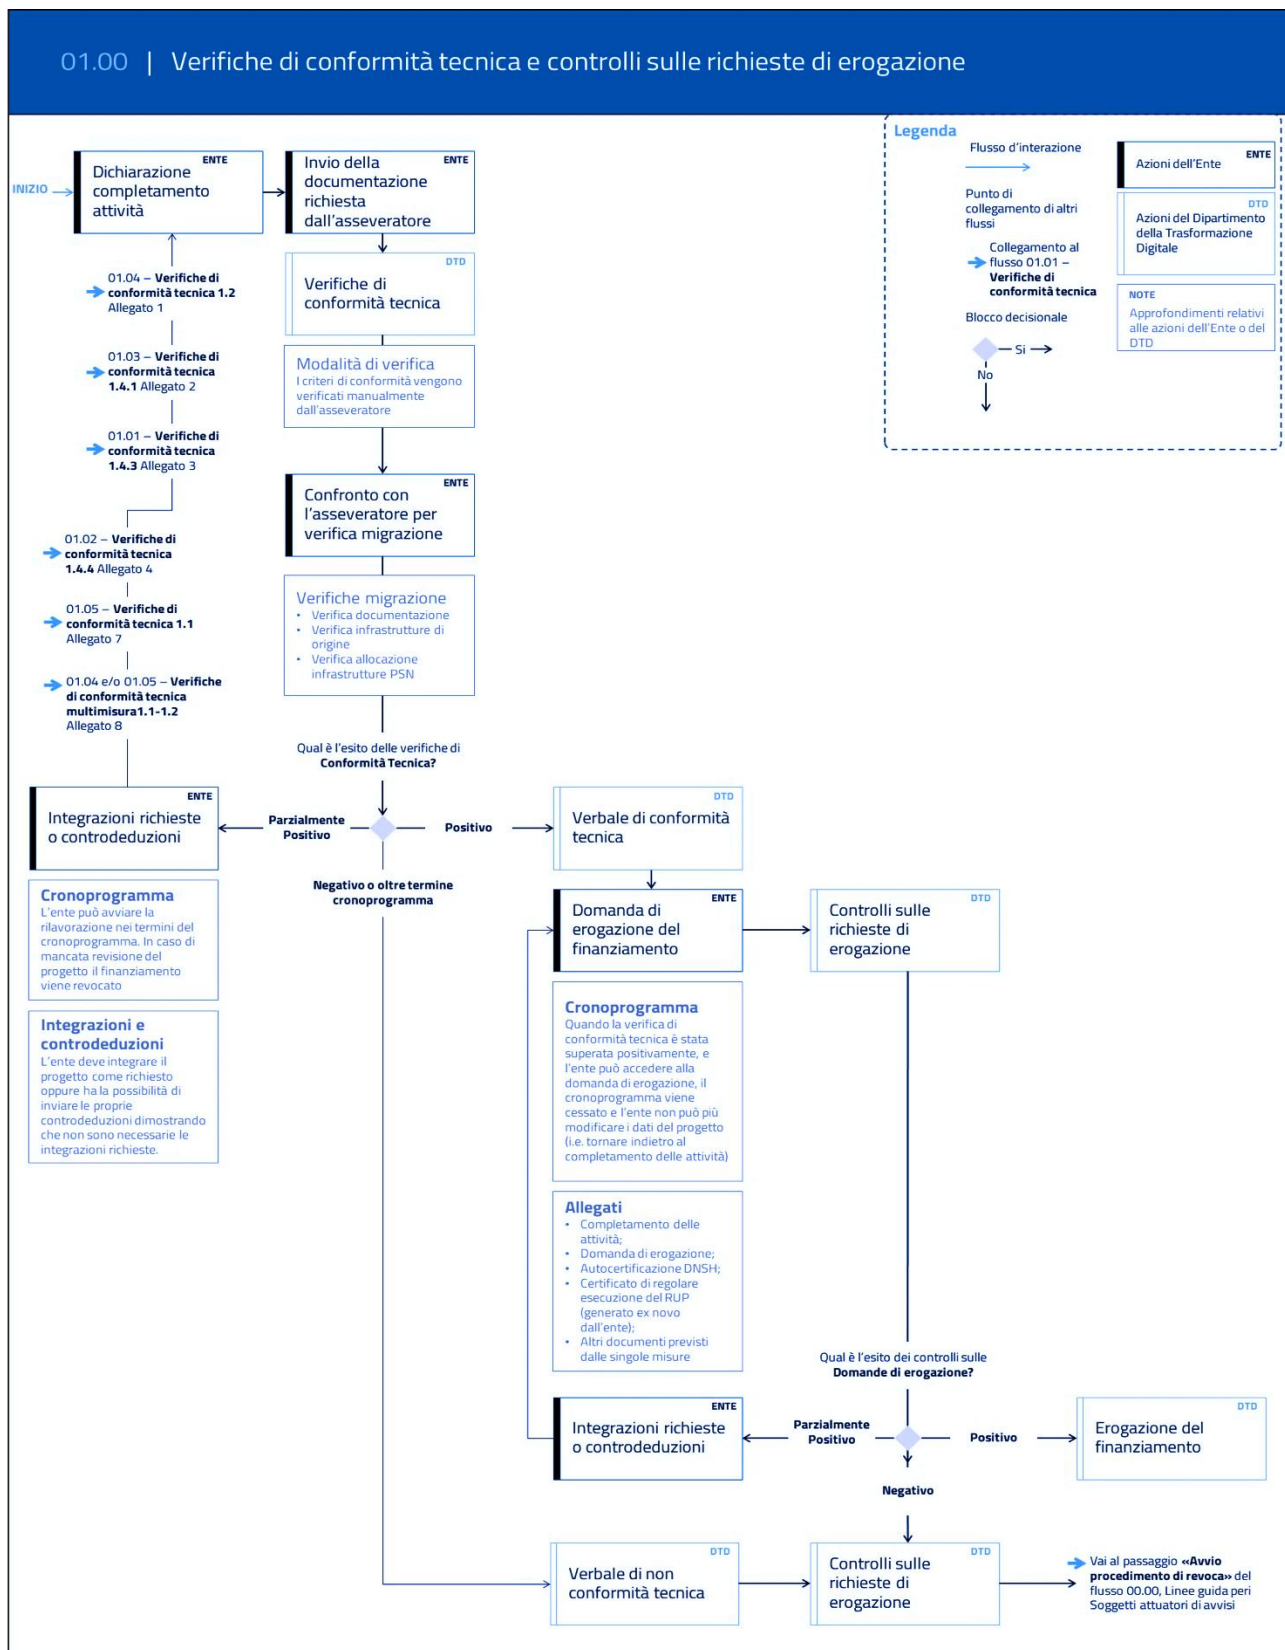 01.00 | Verifiche di conformità tecnica e controlli sulle richieste di erogazione
Legenda
Flusso d'interazione
Punto di
collegamento di altri
flussi
Collegamento al
flusso 01.01 –
Verifiche di
conformità tecnica
Blocco decisionale
Si
No
ENTE
Azioni dell'Ente
DTD
Azioni del Dipartimento
della Trasformazione
Digitale
NOTE
Approfondimenti relativi
alle azioni dell'Ente o del
DTD
INIZIO
ENTE
Dichiarazione
completamento
attività
ENTE
Invio della
documentazione
richiesta
dall'asseveratore
DTD
Verifiche di
conformità tecnica
Modalità di verifica
I criteri di conformità vengono
verificati manualmente
dall'asseveratore
ENTE
Confronto con
l'asseveratore per
verifica migrazione
Verifiche migrazione
• Verifica documentazione
• Verifica infrastrutture di
origine
• Verifica allocazione
infrastrutture PSN
01.04 – Verifiche di
conformità tecnica 1.2
Allegato 1
01.03 – Verifiche di
conformità tecnica
1.4.1 Allegato 2
01.01 – Verifiche di
conformità tecnica
1.4.3 Allegato 3
01.02 – Verifiche di
conformità tecnica
1.4.4 Allegato 4
01.05 – Verifiche di
conformità tecnica 1.1
Allegato 7
01.04 e/o 01.05 – Verifiche
di conformità tecnica
multimisura1.1-1.2
Allegato 8
Qual è l'esito delle verifiche di
Conformità Tecnica?
ENTE
Integrazioni richieste
o controdeduzioni
Parzialmente
Positivo
Positivo
DTD
Verbale di conformità
tecnica
Negativo o oltre termine
cronoprogramma
Cronoprogramma
L'ente può avviare la
rilavorazione nei termini del
cronoprogramma. In caso di
mancata revisione del
progetto il finanziamento
viene revocato
Integrazioni e
controdeduzioni
L'ente deve integrare il
progetto come richiesto
oppure ha la possibilità di
inviare le proprie
controdeduzioni dimostrando
che non sono necessarie le
integrazioni richieste.
ENTE
Domanda di
erogazione del
finanziamento
DTD
Controlli sulle
richieste di
erogazione
Cronoprogramma
Quando la verifica di
conformità tecnica è stata
superata positivamente, e
l'ente può accedere alla
domanda di erogazione, il
cronoprogramma viene
cessato e l'ente non può più
modificare i dati del progetto
(i.e. tornare indietro al
completamento delle attività)
Allegati
• Completamento delle
attività;
• Domanda di erogazione;
• Autocertificazione DNSH;
• Certificato di regolare
esecuzione del RUP
(generato ex novo
dall'ente);
• Altri documenti previsti
dalle singole misure
Qual è l'esito dei controlli sulle
Domande di erogazione?
ENTE
Integrazioni richieste
o controdeduzioni
Parzialmente
Positivo
Positivo
DTD
Erogazione del
finanziamento
Negativo
DTD
Verbale di non
conformità tecnica
DTD
Controlli sulle
richieste di
erogazione
Vai al passaggio «Avvio
procedimento di revoca» del
flusso 00.00, Linee guida peri
Soggetti attuatori di avvisi